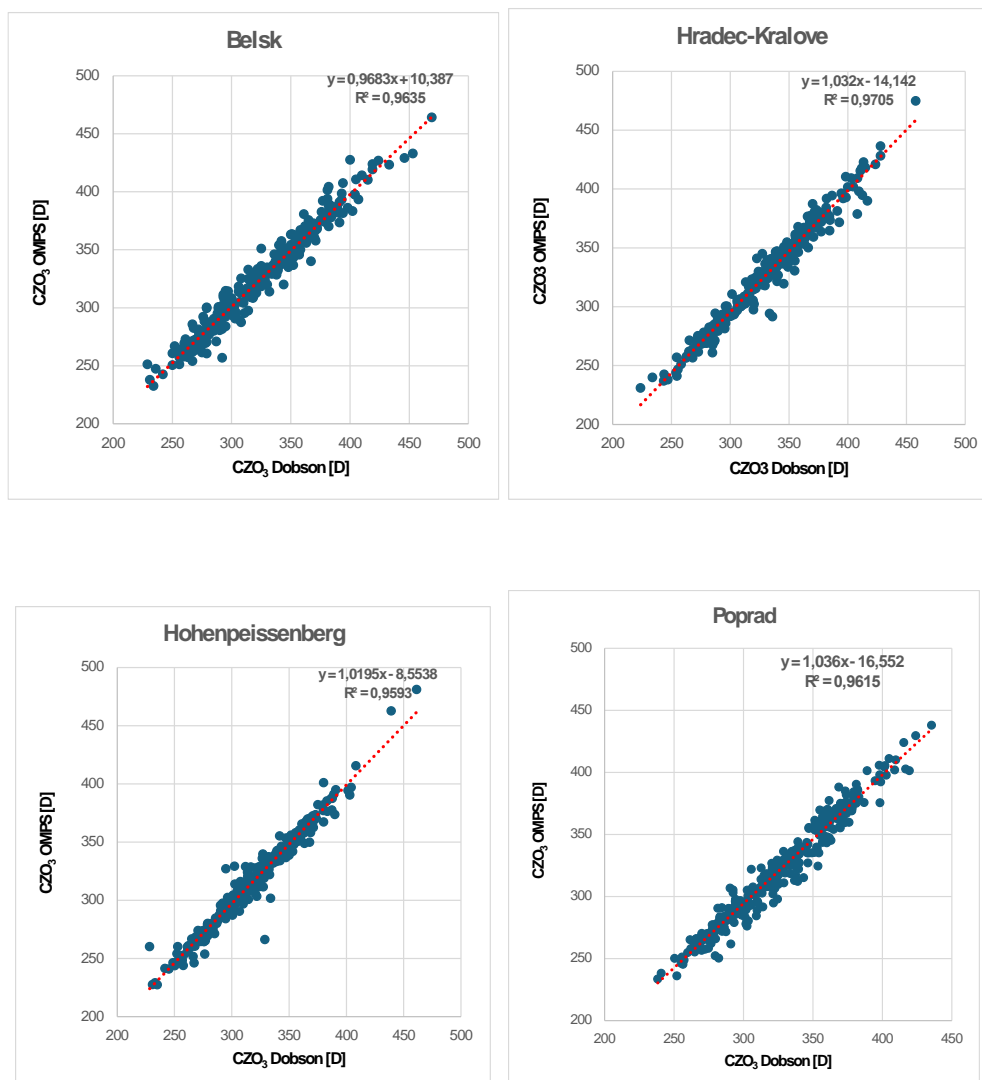 Belsk
y = 0,9683x + 10,387
R² = 0,9635
500
450
400
350
300
250
200
CZO₃ OMPS [D]
200 250 300 350 400 450 500
CZO₃ Dobson [D]
Hradec-Kralove
y = 1,032x - 14,142
R² = 0,9705
500
450
400
350
300
250
200
CZO3 OMPS [D]
200 250 300 350 400 450 500
CZO3 Dobson [D]
Hohenpeissenberg
y = 1,0195x - 8,5538
R² = 0,9593
500
450
400
350
300
250
200
CZO₃ OMPS [D]
200 250 300 350 400 450 500
CZO₃ Dobson [D]
Poprad
y = 1,036x - 16,552
R² = 0,9615
500
450
400
350
300
250
200
CZO₃ OMPS [D]
200 250 300 350 400 450
CZO₃ Dobson [D]